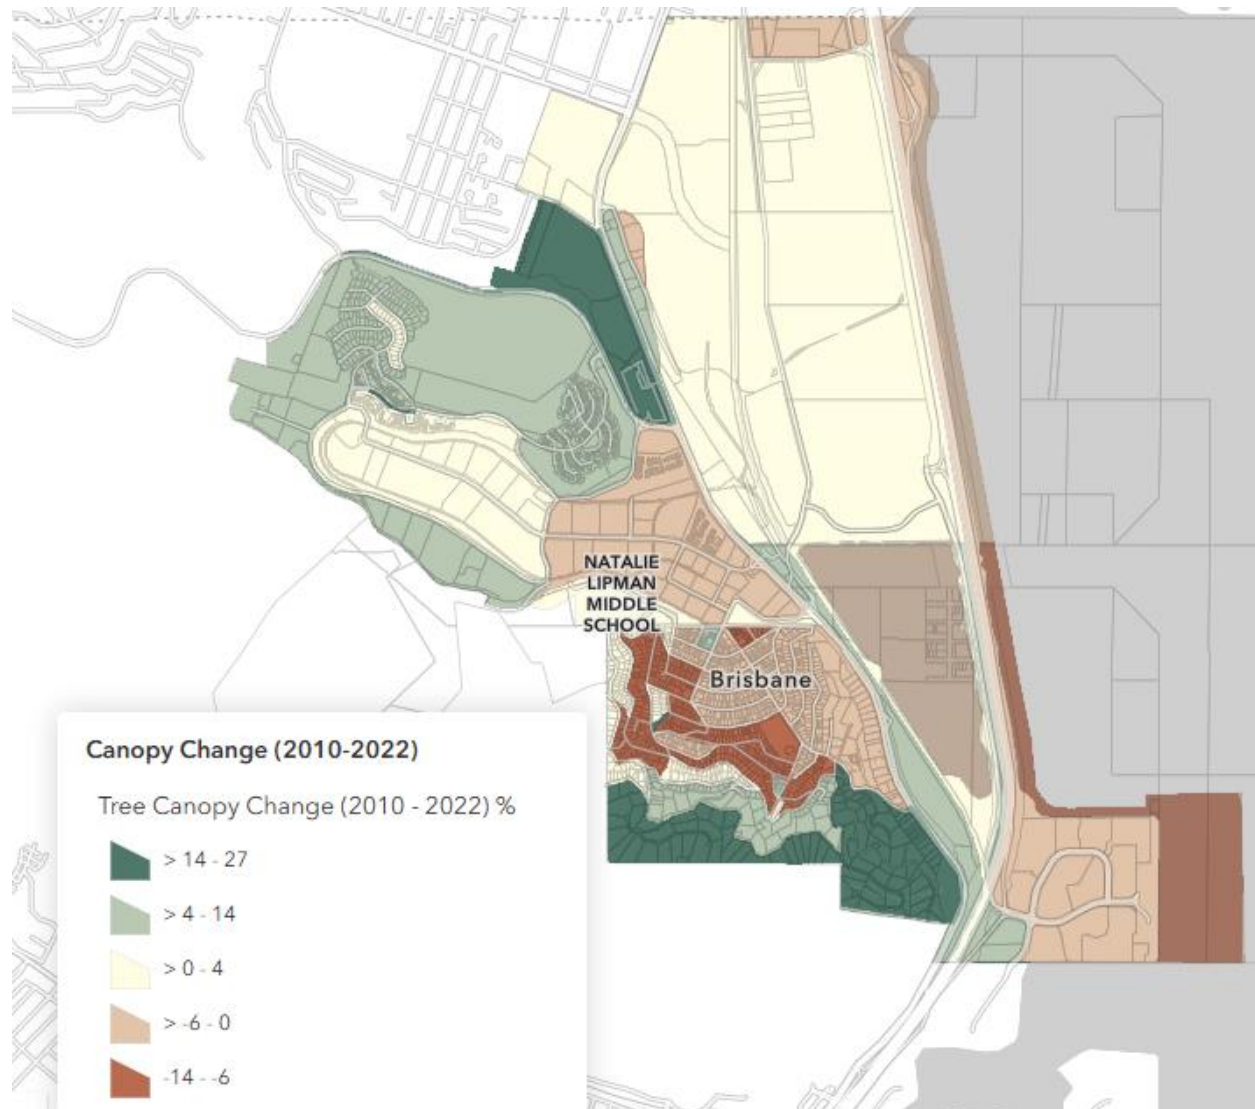 NATALIE
LIPMAN
MIDDLE
SCHOOL
Brisbane
Canopy Change (2010-2022)
Tree Canopy Change (2010 - 2022) %
> 14 - 27
> 4 - 14
> 0 - 4
> -6 - 0
-14 - -6